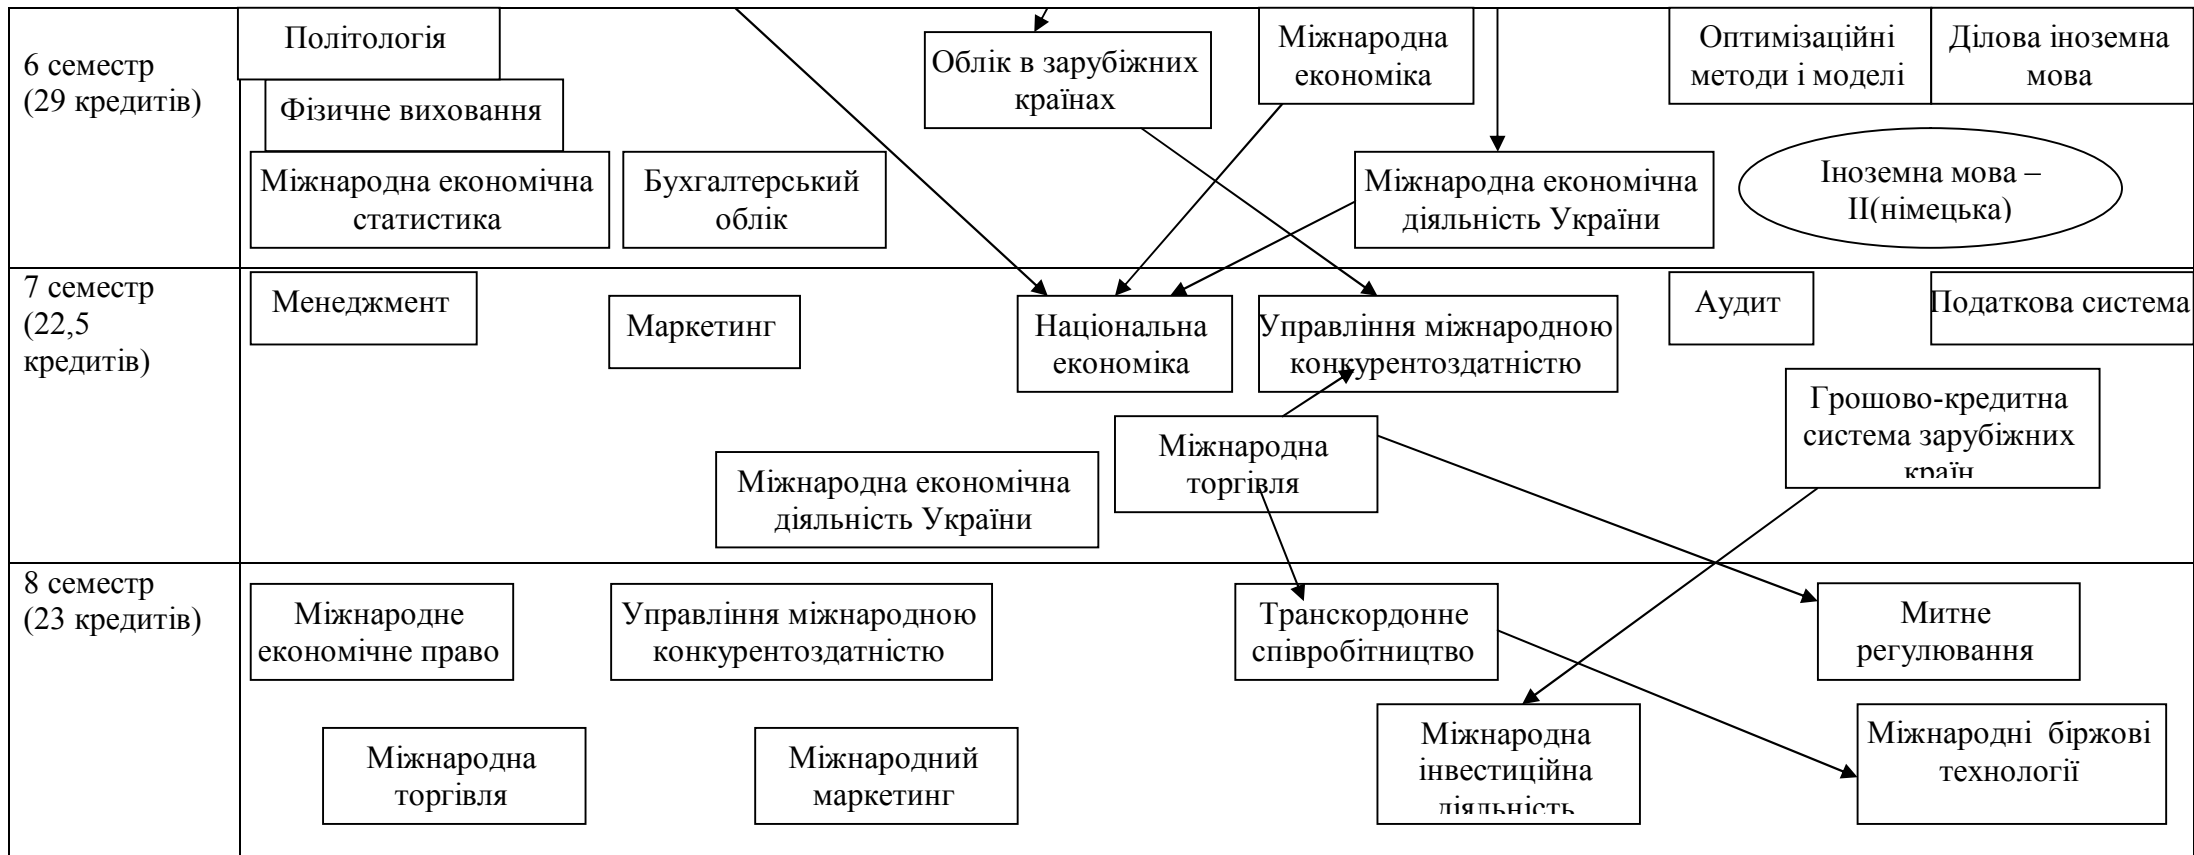 6 семестр
(29 кредитів)
Політологія
Фізичне виховання
Міжнародна економічна
статистика
Бухгалтерський
облік
Облік в зарубіжних
країнах
Міжнародна
економіка
Міжнародна економічна
діяльність України
Оптимізаційні
методи і моделі
Ділова іноземна
мова
Іноземна мова –
ІІ(німецька)
7 семестр
(22,5
кредитів)
Менеджмент
Маркетинг
Національна
економіка
Управління міжнародною
конкурентоздатністю
Аудит
Податкова система
Грошово-кредитна
система зарубіжних
країн
Міжнародна
торгівля
Міжнародна економічна
діяльність України
8 семестр
(23 кредитів)
Міжнародне
економічне право
Управління міжнародною
конкурентоздатністю
Транскордонне
співробітництво
Митне
регулювання
Міжнародна
торгівля
Міжнародний
маркетинг
Міжнародна
інвестиційна
діяльність
Міжнародні біржові
технології